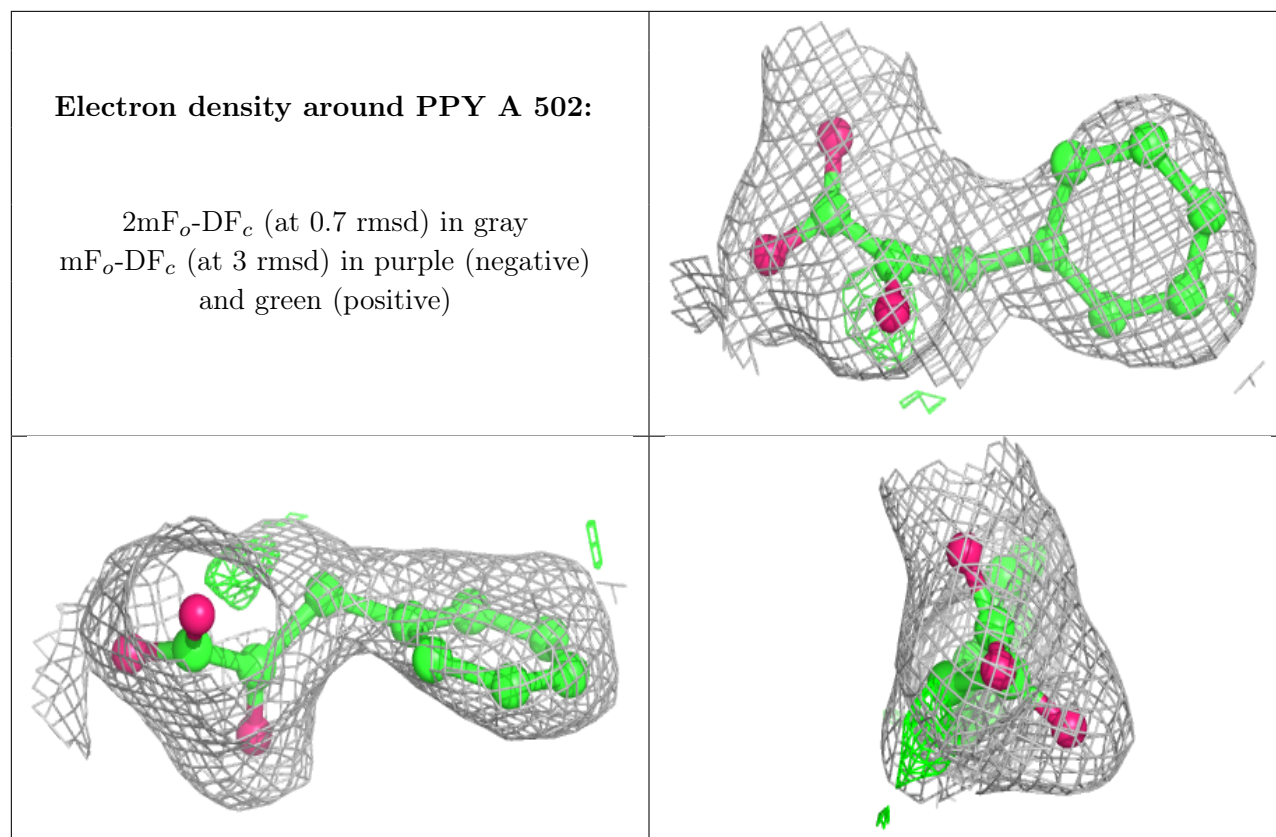 Electron density around PPY A 502:
2mFo-DFc (at 0.7 rmsd) in gray
mFo-DFc (at 3 rmsd) in purple (negative)
and green (positive)